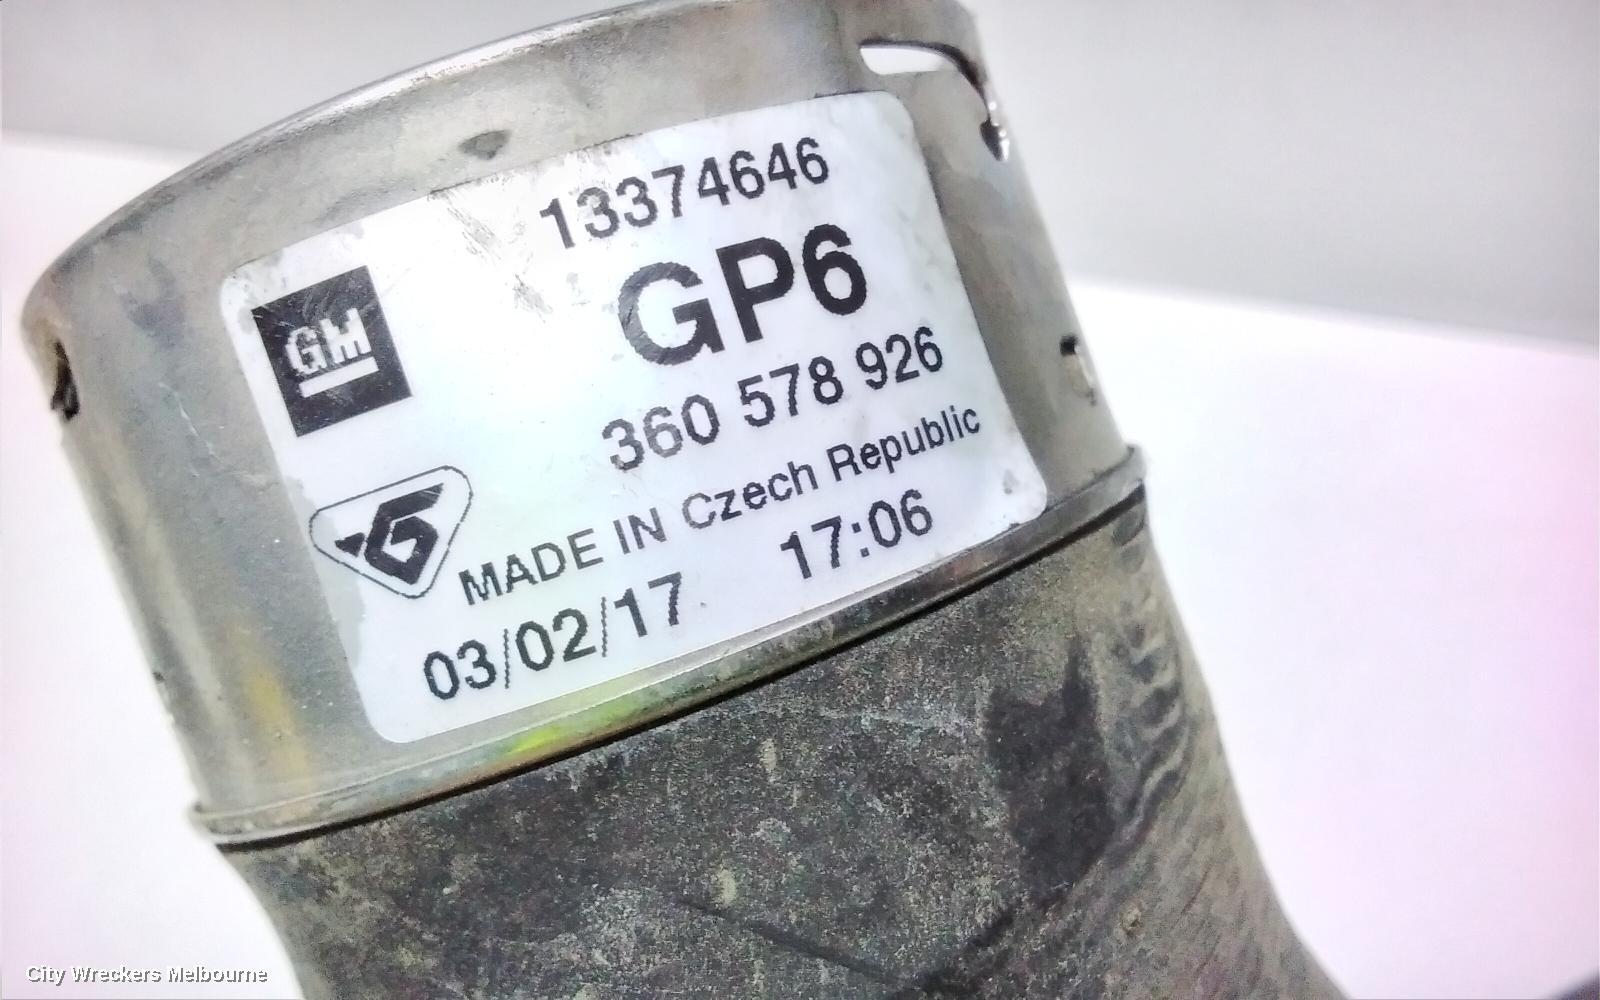 13374646
GP6
GM
360 578 926
MADE IN Czech Republic
03/02/17 17:06
City Wreckers Melbourne